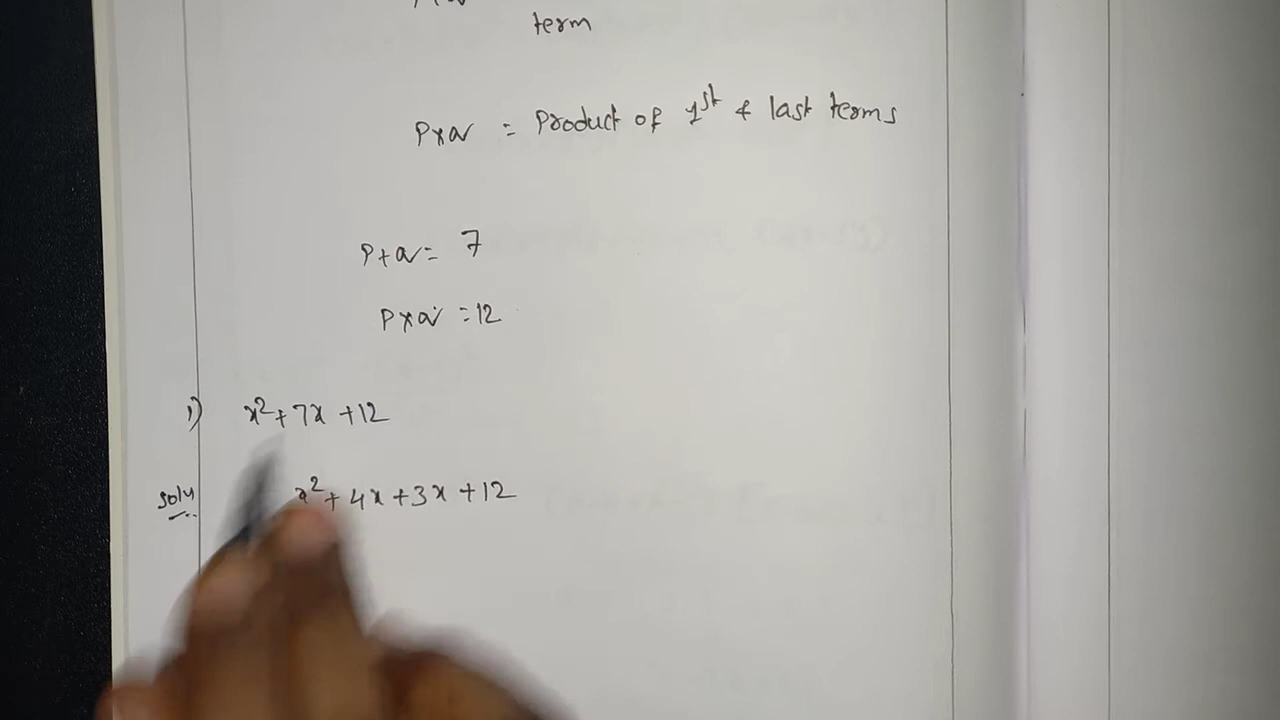 term
P×Q = Product of 1st & last terms
P+Q = 7
P×Q = 12
1) x²+7x+12
Soln x²+4x+3x+12